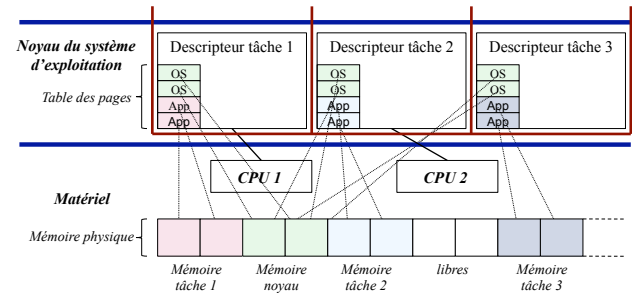 Noyau du système
d'exploitation
Table des pages
Descripteur tâche 1
OS
OS
App
App
Descripteur tâche 2
OS
OS
App
App
Descripteur tâche 3
OS
OS
App
App
CPU 1
CPU 2
Matériel
Mémoire physique
Mémoire
tâche 1
Mémoire
noyau
Mémoire
tâche 2
libres
Mémoire
tâche 3